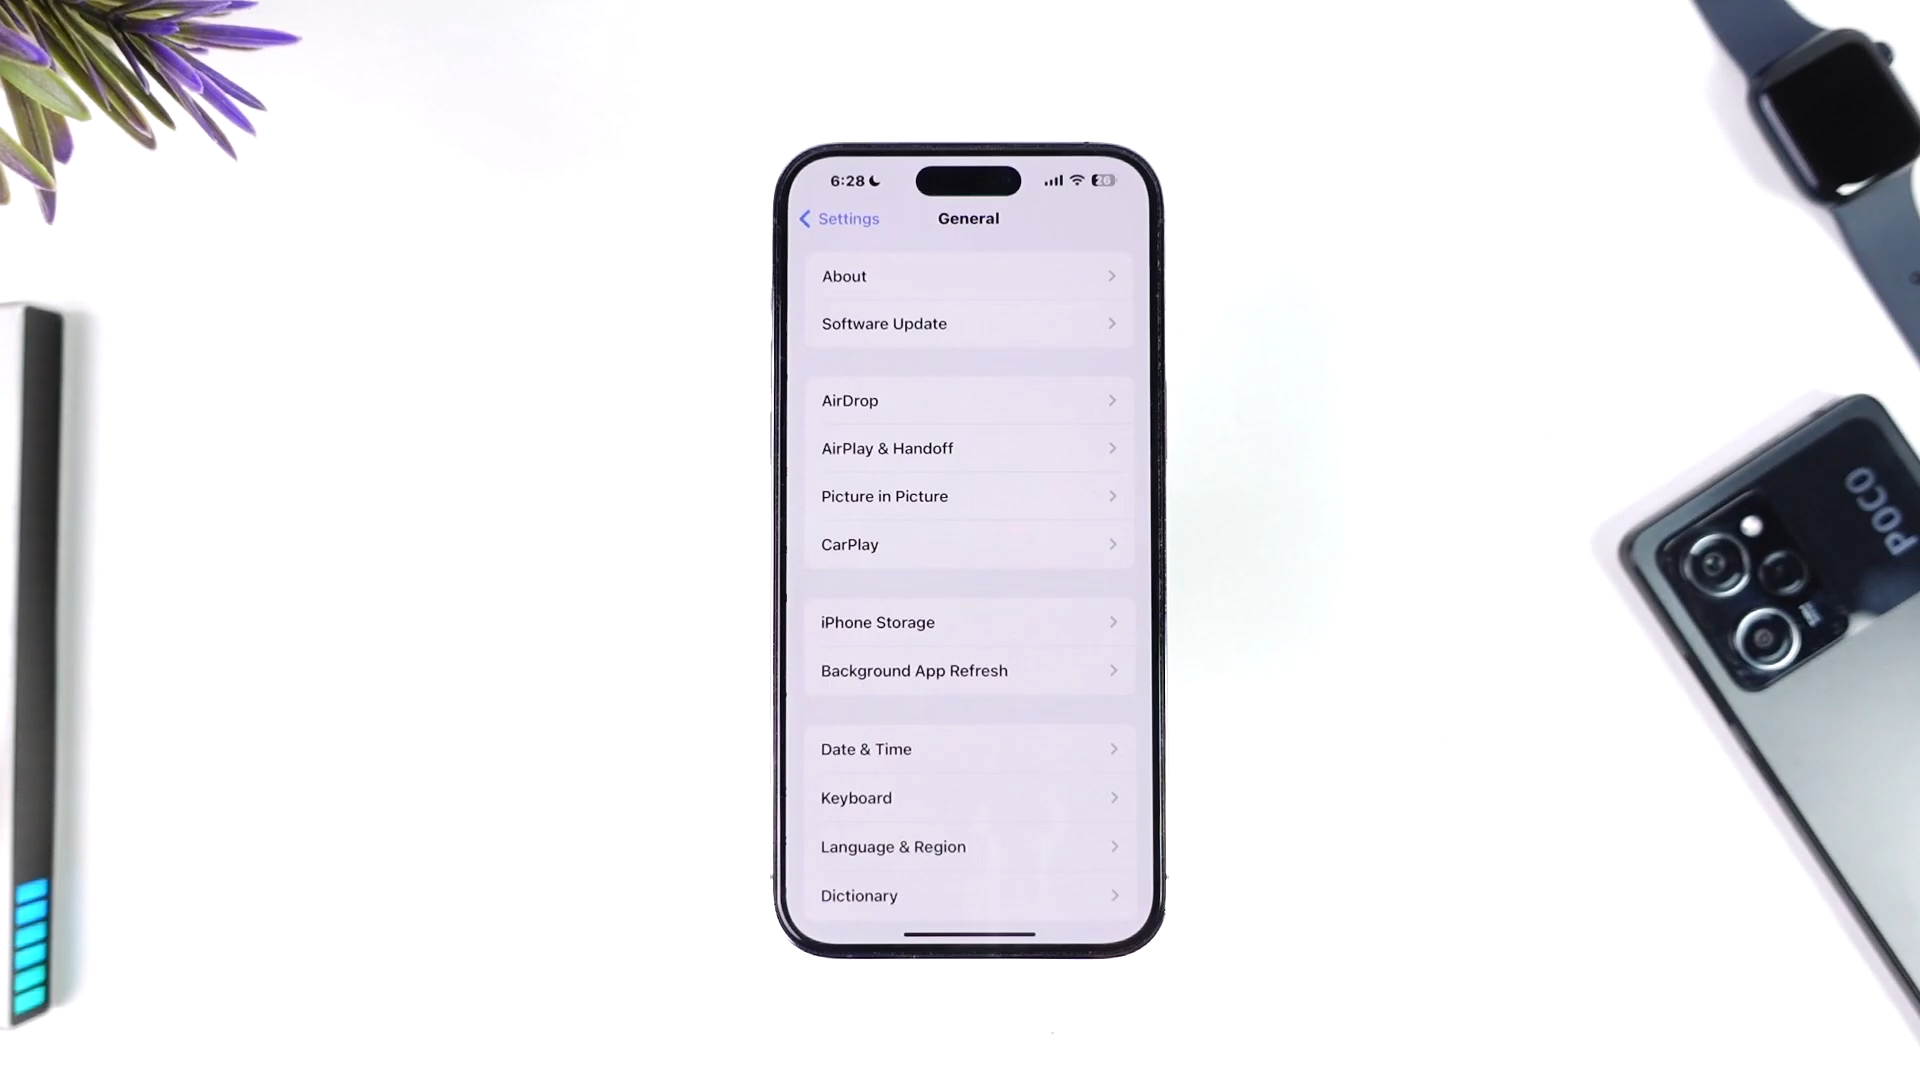 6:28
26
Settings
General
About
Software Update
AirDrop
AirPlay & Handoff
Picture in Picture
CarPlay
iPhone Storage
Background App Refresh
Date & Time
Keyboard
Language & Region
Dictionary
POCO